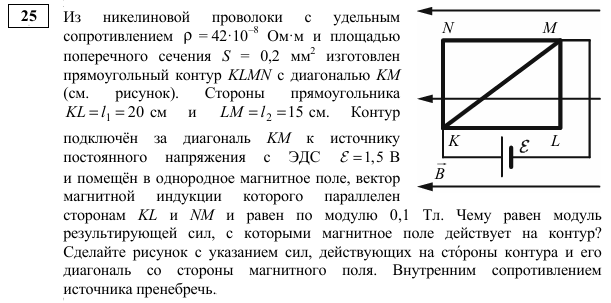 25
Из никелиновой проволоки с удельным
сопротивлением ρ = 42·10⁻⁸ Ом·м и площадью
поперечного сечения S = 0,2 мм² изготовлен
прямоугольный контур KLMN с диагональю KM
(см. рисунок). Стороны прямоугольника
KL = l₁ = 20 см и LM = l₂ = 15 см. Контур
подключён за диагональ KM к источнику
постоянного напряжения с ЭДС ℰ = 1,5 В
и помещён в однородное магнитное поле, вектор
магнитной индукции которого параллелен
сторонам KL и NM и равен по модулю 0,1 Тл. Чему равен модуль
результирующей сил, с которыми магнитное поле действует на контур?
Сделайте рисунок с указанием сил, действующих на сто́роны контура и его
диагональ со стороны магнитного поля. Внутренним сопротивлением
источника пренебречь.
N M
K L ℰ
B⃗